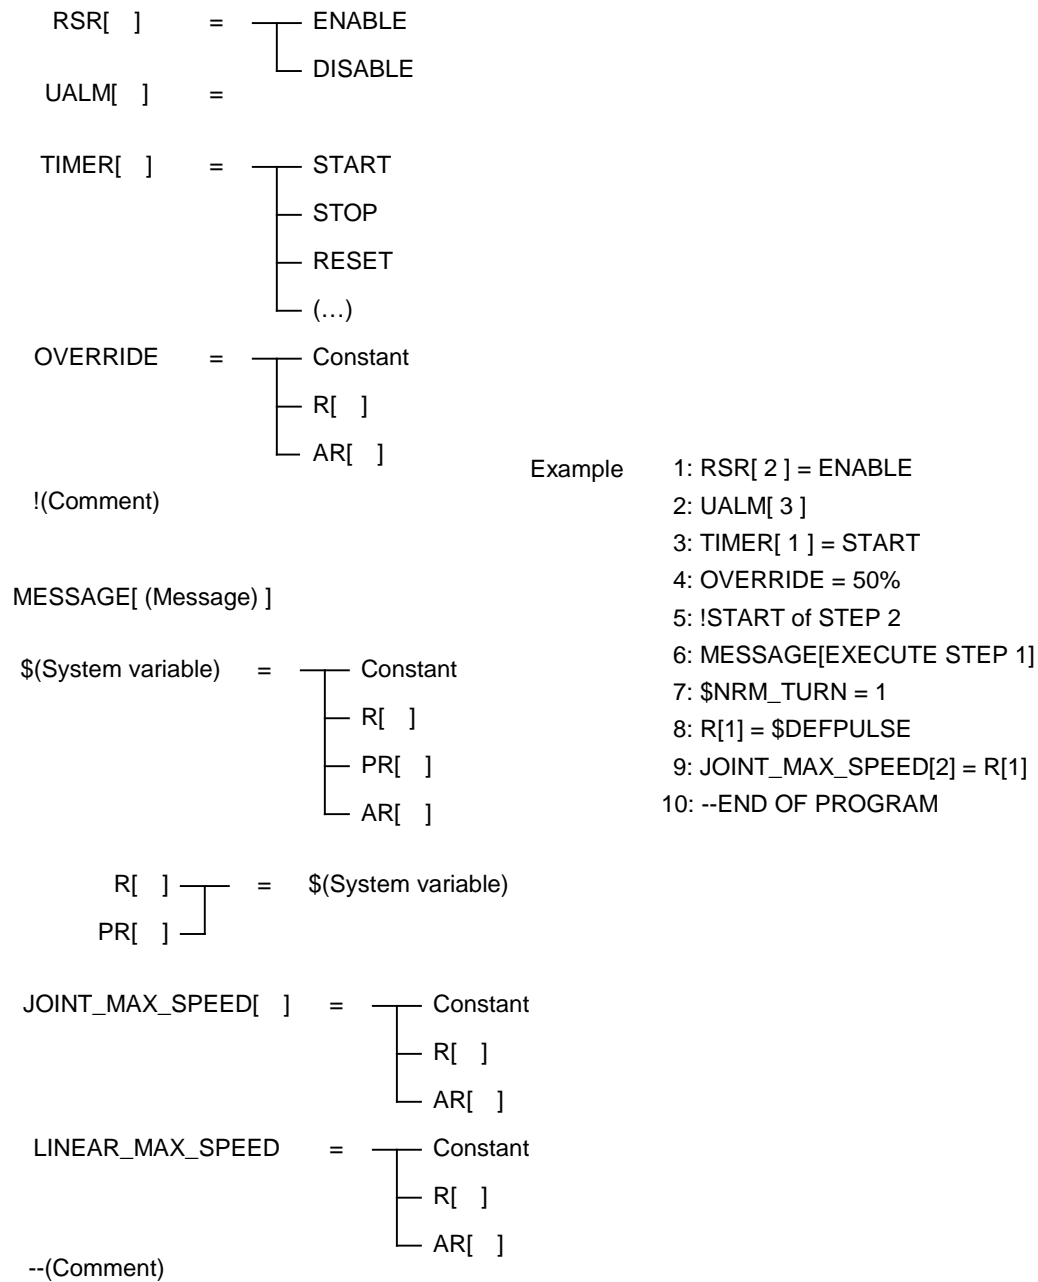 RSR[ ] = ENABLE
DISABLE
UALM[ ] =
TIMER[ ] = START
STOP
RESET
(…)
OVERRIDE = Constant
R[ ]
AR[ ]
!(Comment)
MESSAGE[ (Message) ]
$(System variable) = Constant
R[ ]
PR[ ]
AR[ ]
R[ ] = $(System variable)
PR[ ]
JOINT_MAX_SPEED[ ] = Constant
R[ ]
AR[ ]
LINEAR_MAX_SPEED = Constant
R[ ]
AR[ ]
--(Comment)
Example 1: RSR[ 2 ] = ENABLE
2: UALM[ 3 ]
3: TIMER[ 1 ] = START
4: OVERRIDE = 50%
5: !START of STEP 2
6: MESSAGE[EXECUTE STEP 1]
7: $NRM_TURN = 1
8: R[1] = $DEFPULSE
9: JOINT_MAX_SPEED[2] = R[1]
10: --END OF PROGRAM